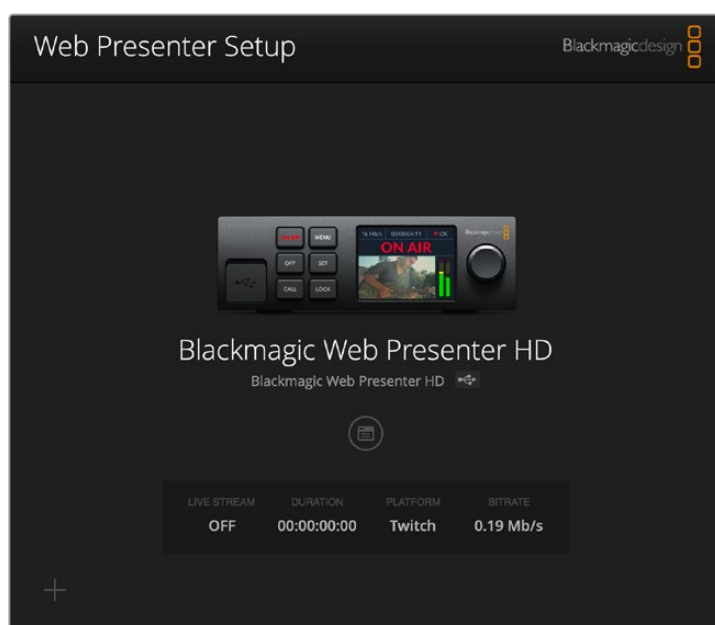 Web Presenter Setup
Blackmagicdesign
ON AIR
MENU
OFF
SET
CALL
LOCK
OK
ON AIR
Blackmagic Web Presenter HD
Blackmagic Web Presenter HD
LIVE STREAM DURATION PLATFORM BITRATE
OFF 00:00:00:00 Twitch 0.19 Mb/s